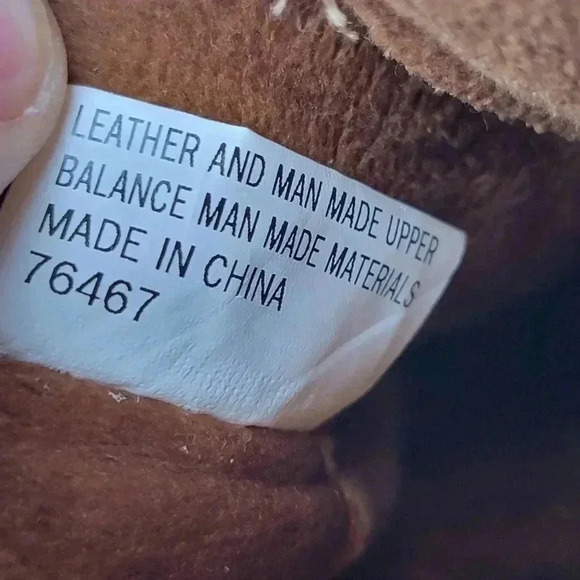 LEATHER AND MAN MADE UPPER
BALANCE MAN MADE MATERIALS
MADE IN CHINA
76467